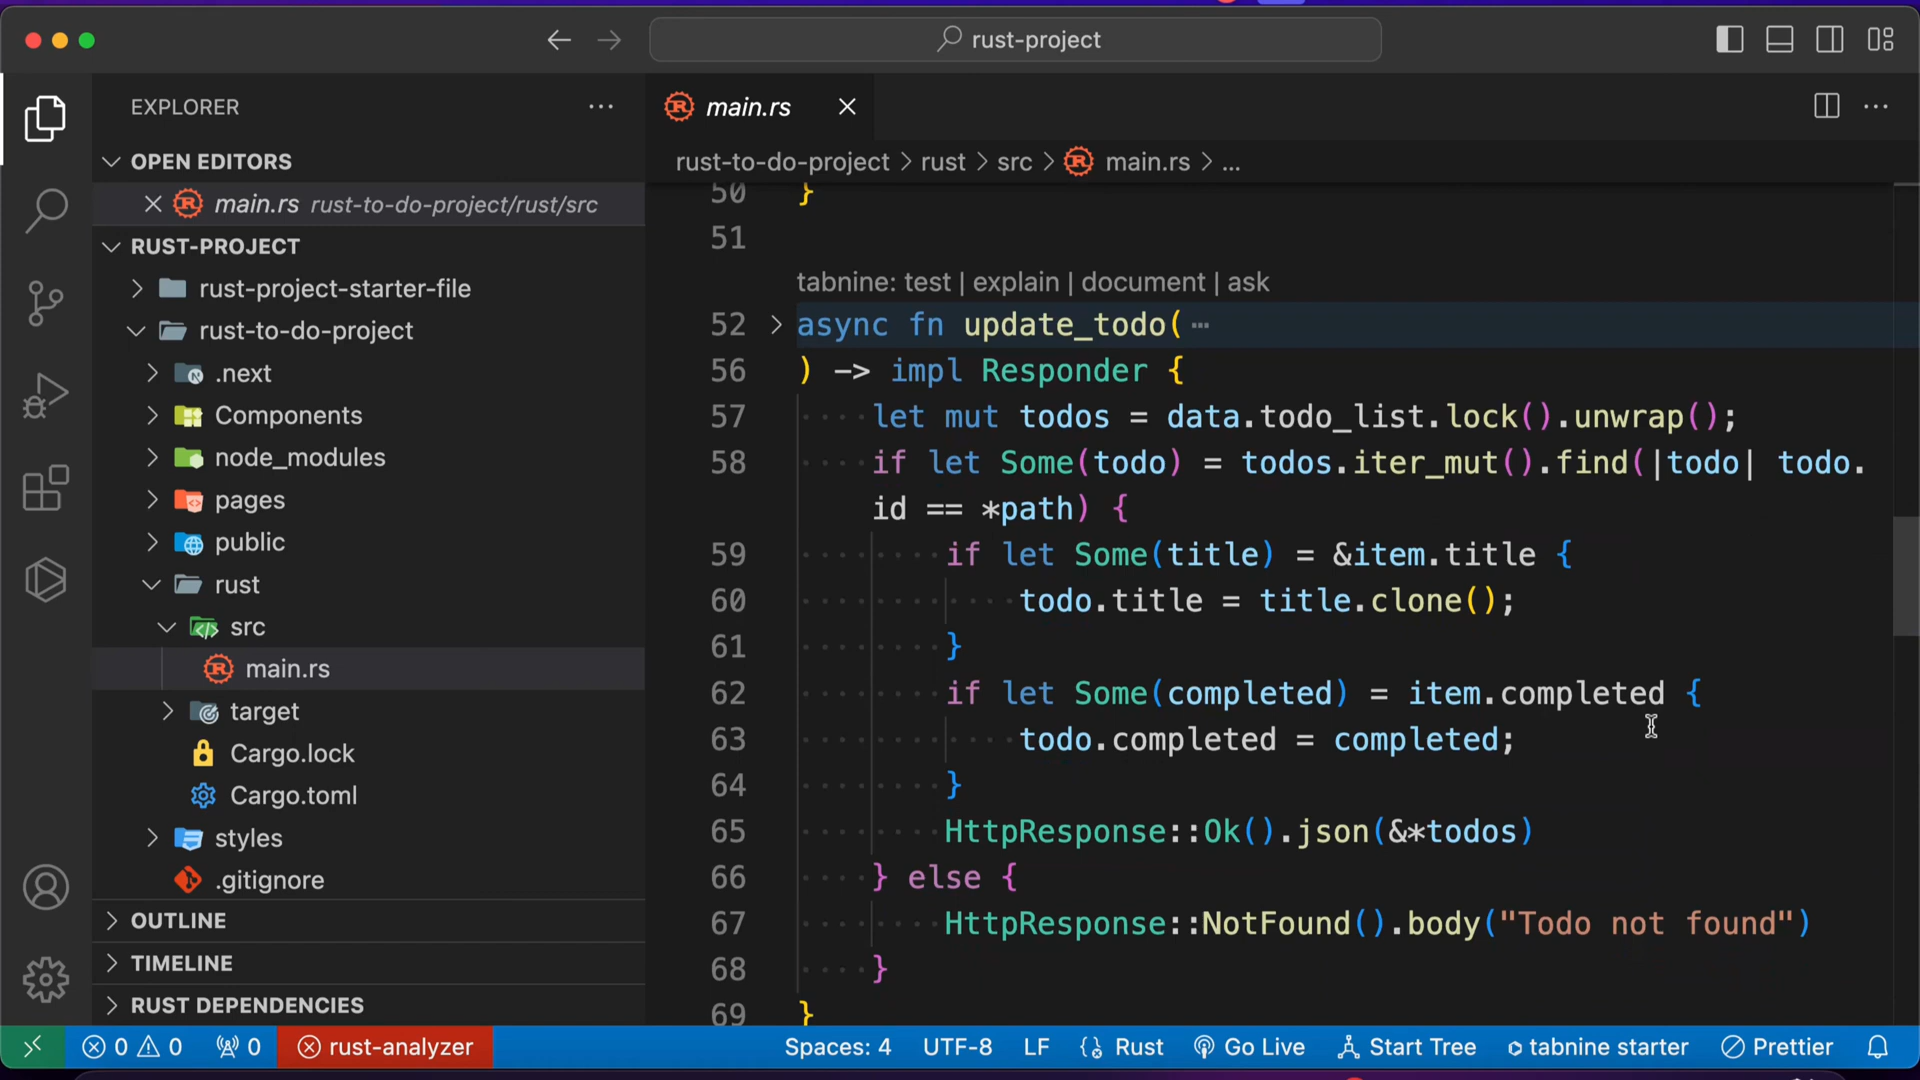 rust-project
EXPLORER
main.rs
OPEN EDITORS
rust-to-do-project > rust > src > main.rs > ...
main.rs rust-to-do-project/rust/src
RUST-PROJECT
rust-project-starter-file
rust-to-do-project
.next
Components
node_modules
pages
public
rust
src
main.rs
target
Cargo.lock
Cargo.toml
styles
.gitignore
OUTLINE
TIMELINE
RUST DEPENDENCIES
50 }
51
tabnine: test | explain | document | ask
52 async fn update_todo( ⋯
56 ) -> impl Responder {
57 let mut todos = data.todo_list.lock().unwrap();
58 if let Some(todo) = todos.iter_mut().find(|todo| todo.
id == *path) {
59 if let Some(title) = &item.title {
60 todo.title = title.clone();
61 }
62 if let Some(completed) = item.completed {
63 todo.completed = completed;
64 }
65 HttpResponse::Ok().json(&*todos)
66 } else {
67 HttpResponse::NotFound().body("Todo not found")
68 }
69 }
0 0 0 rust-analyzer Spaces: 4 UTF-8 LF Rust Go Live Start Tree tabnine starter Prettier